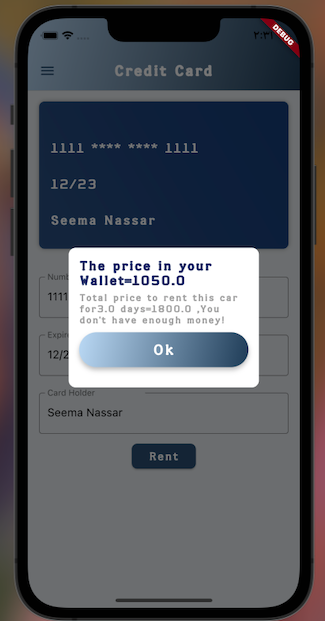 ٢:٣١
DEBUG
Credit Card
1111 **** **** 1111
12/23
Seema Nassar
The price in your
Wallet=1050.0
Total price to rent this car
for3.0 days=1800.0 ,You
don't have enough money!
Ok
1111
12/2
Card Holder
Seema Nassar
Rent